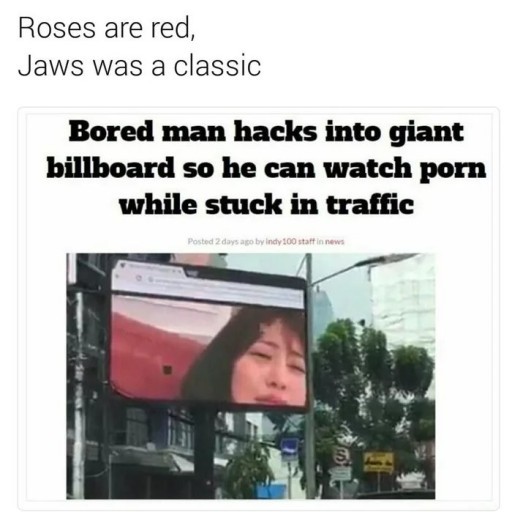 Roses are red,
Jaws was a classic
Bored man hacks into giant
billboard so he can watch porn
while stuck in traffic
Posted 2 days ago by indy100 staff in news